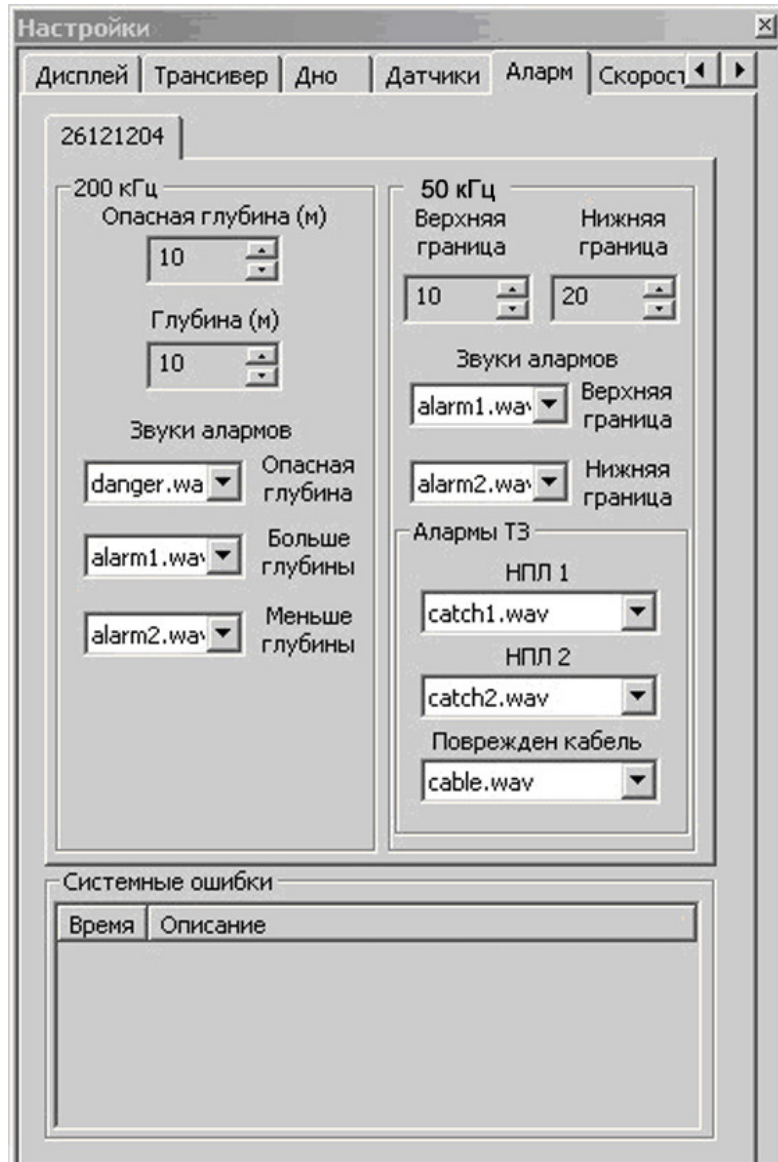 Настройки
Дисплей Трансивер Дно Датчики Аларм Скорост
26121204
200 кГц
Опасная глубина (м)
10
Глубина (м)
10
Звуки алармов
danger.wa Опасная глубина
alarm1.wav Больше глубины
alarm2.wav Меньше глубины
50 кГц
Верхняя граница
Нижняя граница
10 20
Звуки алармов
alarm1.wav Верхняя граница
alarm2.wav Нижняя граница
Алармы ТЗ
НПЛ 1
catch1.wav
НПЛ 2
catch2.wav
Поврежден кабель
cable.wav
Системные ошибки
Время Описание